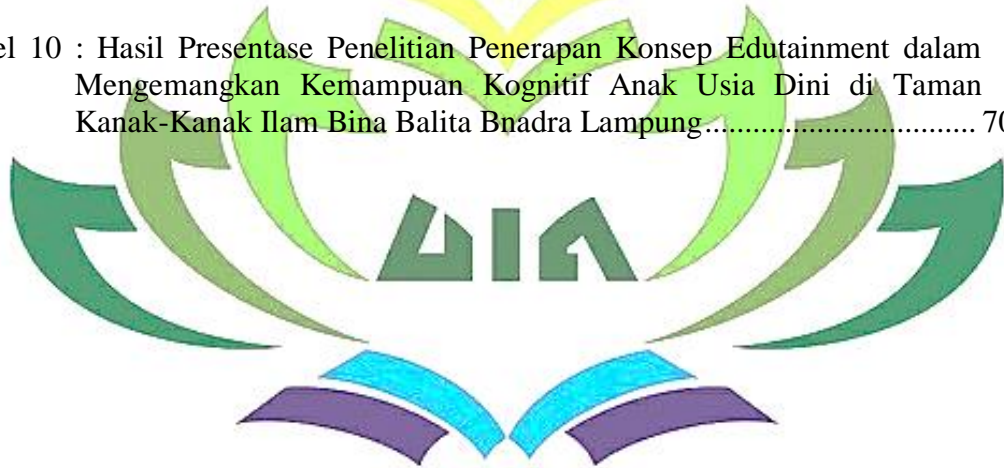 el 10 : Hasil Presentase Penelitian Penerapan Konsep Edutainment dalam
Mengemangkan Kemampuan Kognitif Anak Usia Dini di Taman
Kanak-Kanak Ilam Bina Balita Bnadra Lampung.................................. 70
UIN